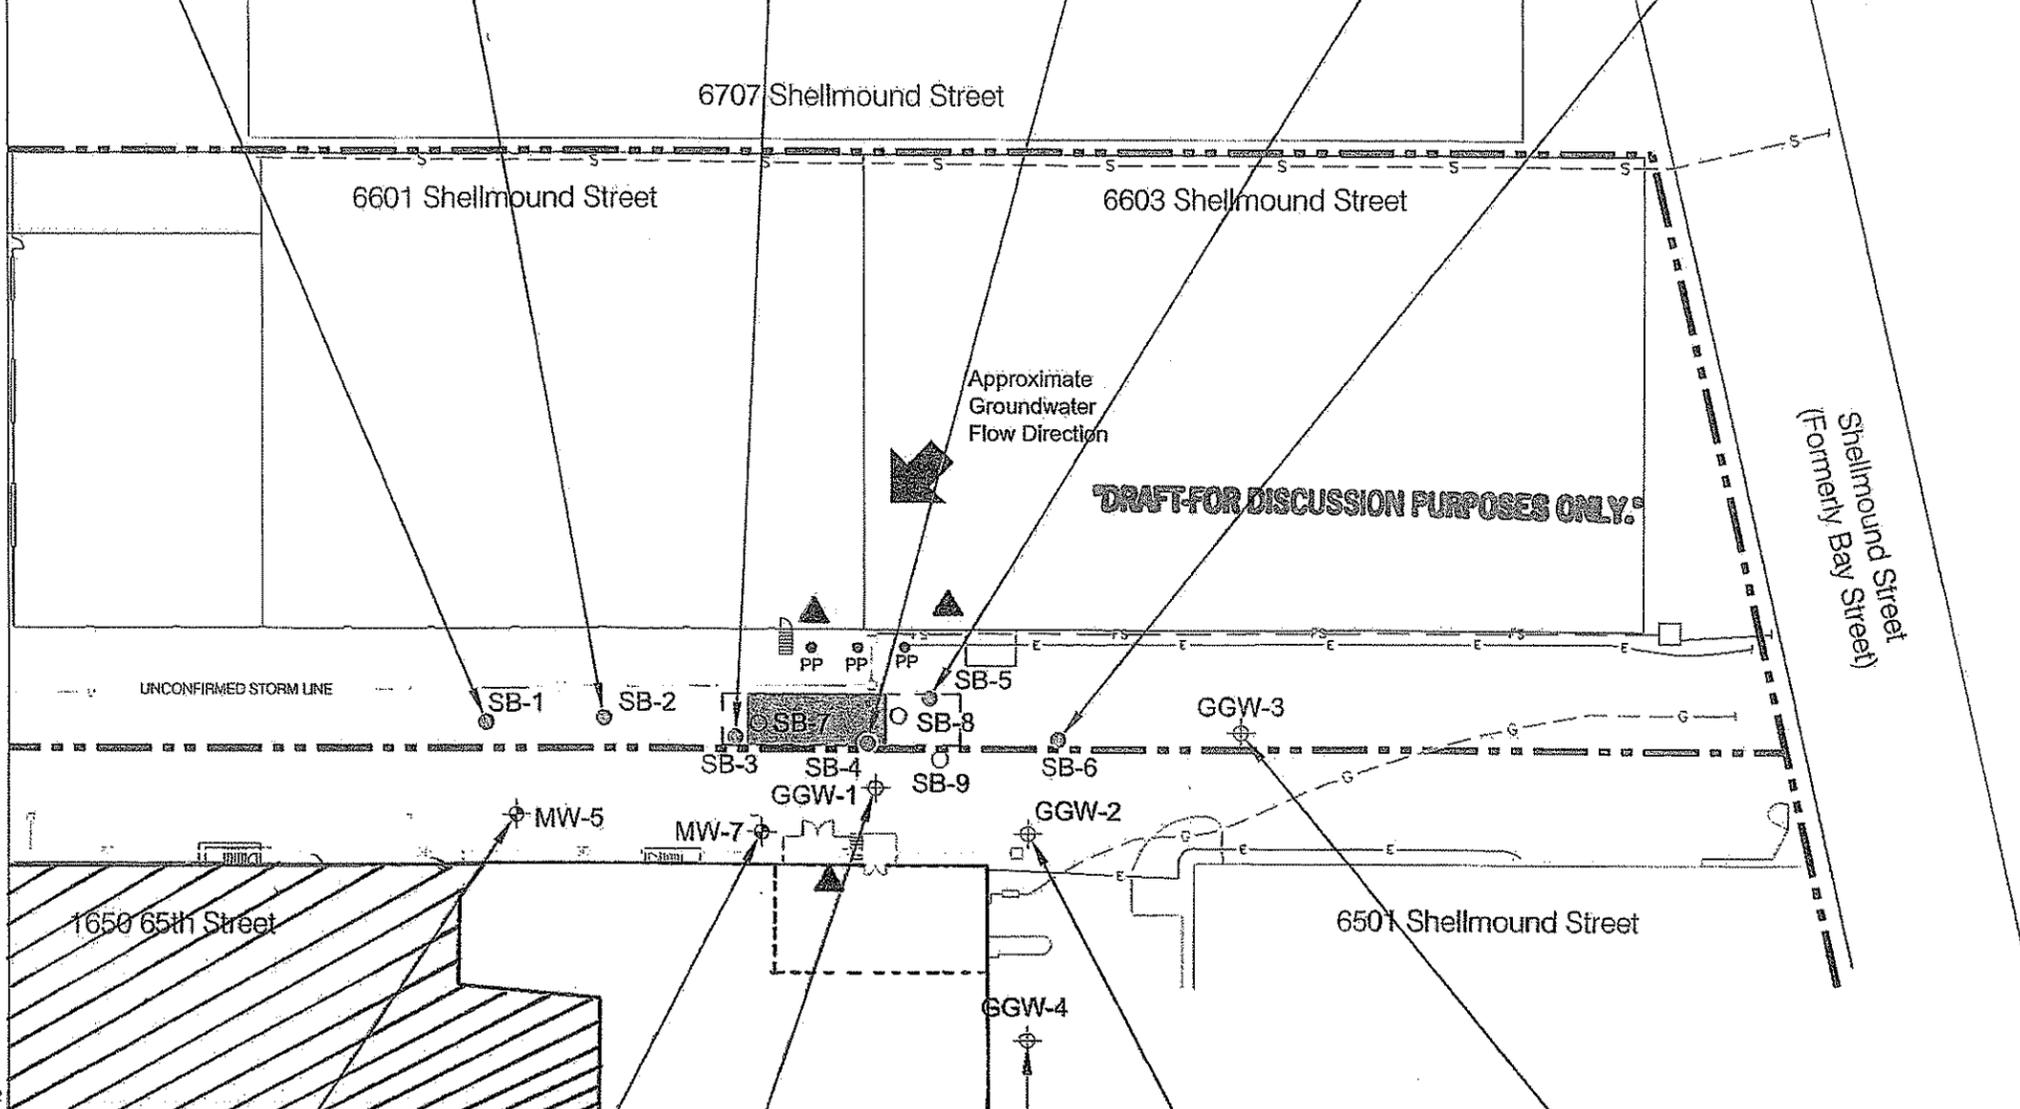 6707 Shellmound Street
S S S S S S S S S
6601 Shellmound Street
6603 Shellmound Street
Approximate
Groundwater
Flow Direction
"DRAFT-FOR DISCUSSION PURPOSES ONLY."
Shellmound Street
(Formerly Bay Street)
E E E E E
PP PP PP
SB-5
UNCONFIRMED STORM LINE
SB-1
SB-2
SB-7
SB-8
GGW-3
G G
SB-3
SB-4
SB-9
SB-6
G
GGW-1
MW-5
MW-7
GGW-2
G
E E
E
1650 65th Street
6501 Shellmound Street
GGW-4